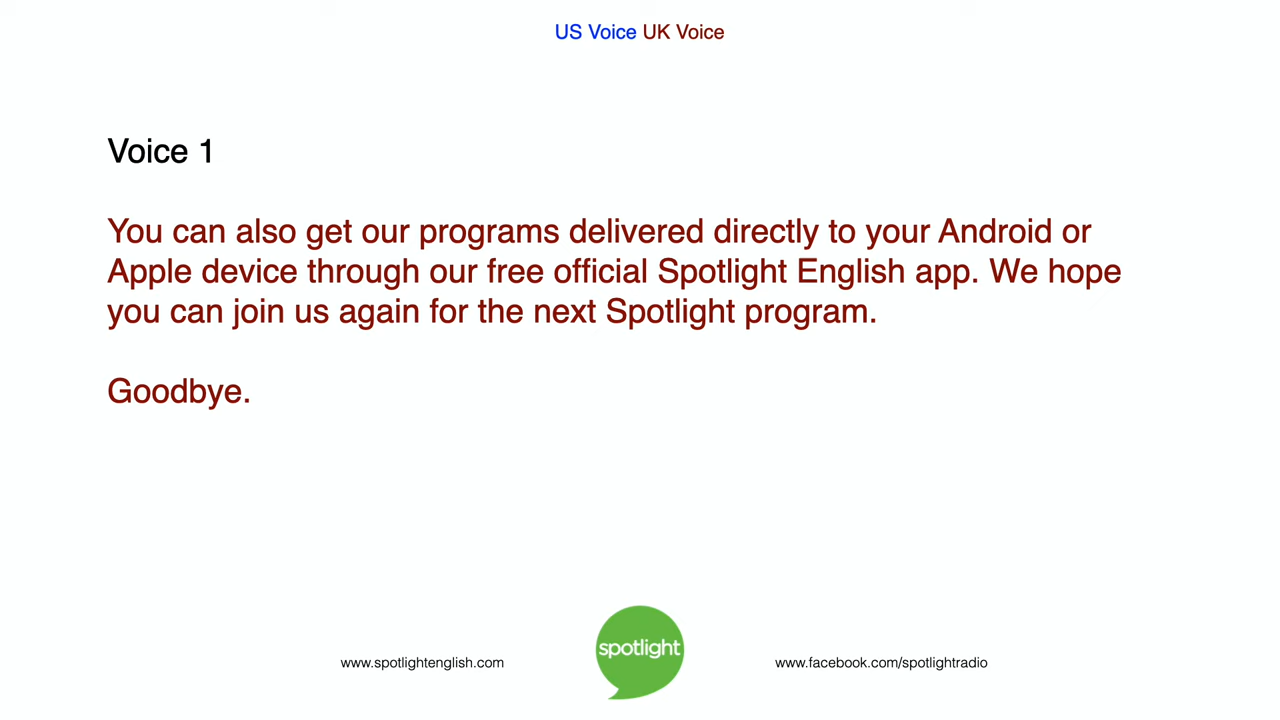 US Voice UK Voice
Voice 1
You can also get our programs delivered directly to your Android or
Apple device through our free official Spotlight English app. We hope
you can join us again for the next Spotlight program.
Goodbye.
www.spotlightenglish.com
spotlight
www.facebook.com/spotlightradio